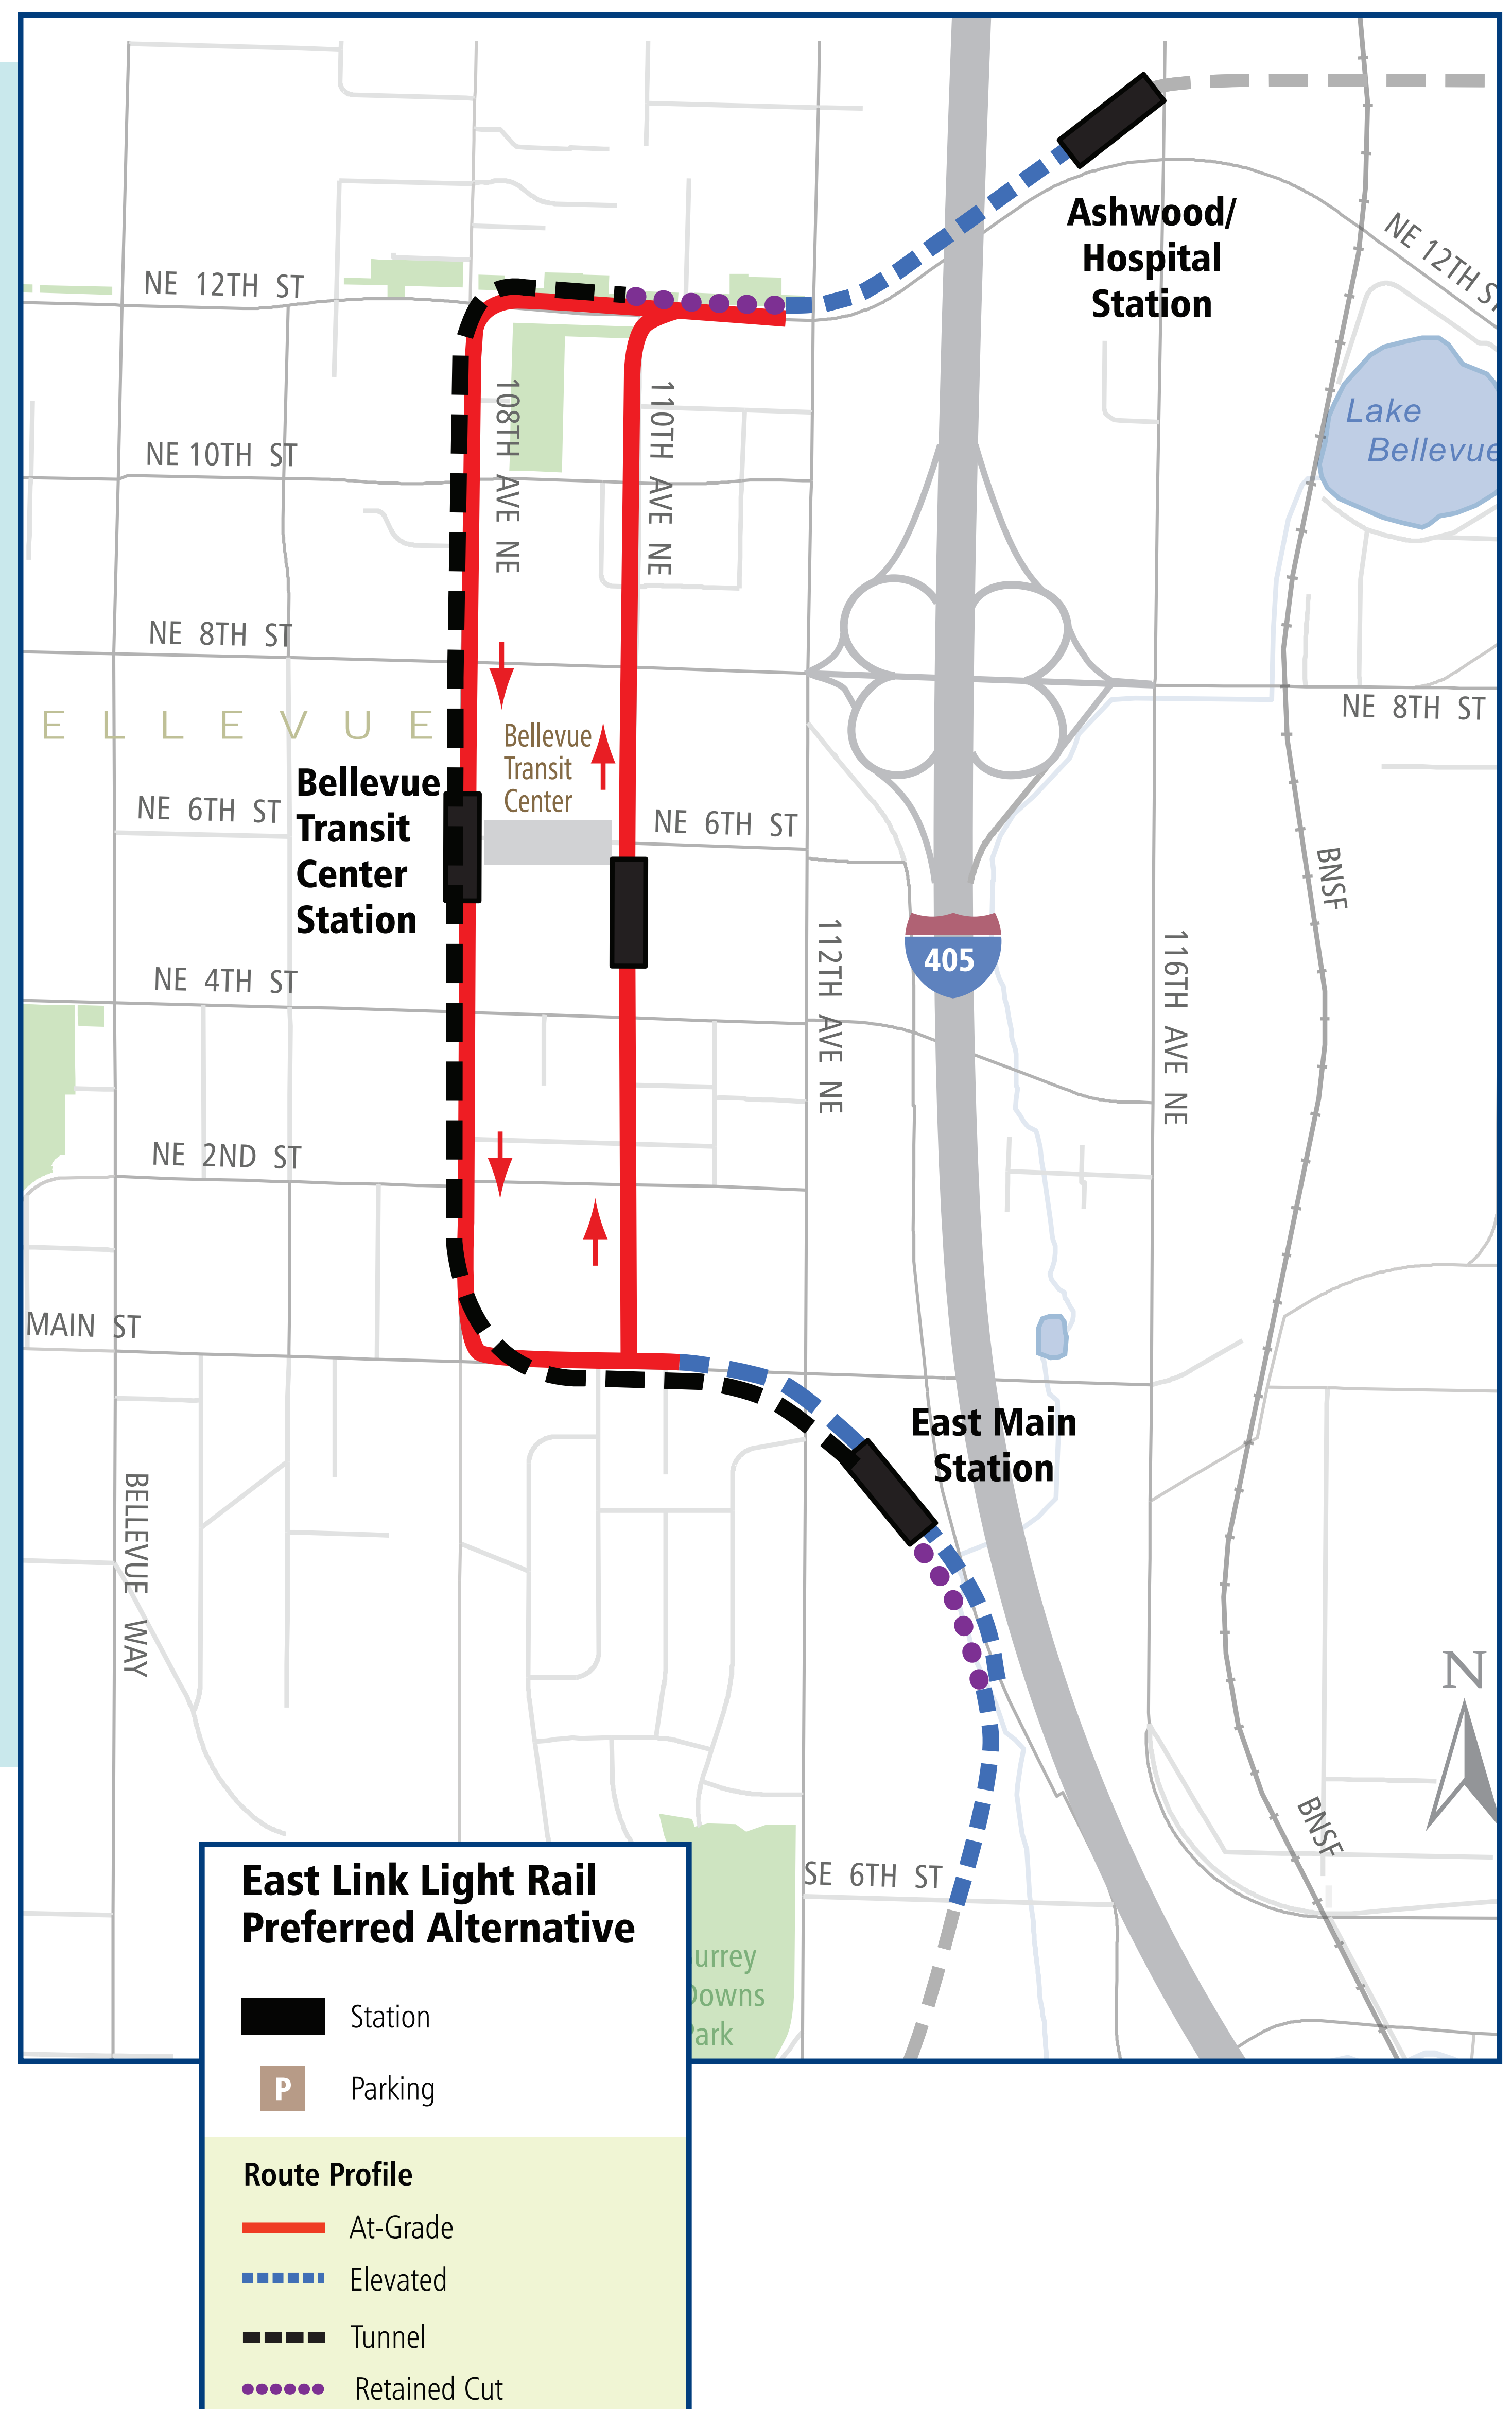 Ashwood/
Hospital
Station
NE 12TH ST
NE 12TH ST
Lake
Bellevue
108TH AVE NE
110TH AVE NE
NE 10TH ST
NE 8TH ST
NE 8TH ST
ELLEVUE
Bellevue
Transit
Center
Bellevue
Transit
Center
Station
NE 6TH ST
NE 6TH ST
BNSF
405
112TH AVE NE
116TH AVE NE
NE 4TH ST
NE 2ND ST
MAIN ST
East Main
Station
BELLEVUE WAY
N
BNSF
SE 6TH ST
urrey
Downs
Park
East Link Light Rail
Preferred Alternative
Station
P Parking
Route Profile
At-Grade
Elevated
Tunnel
Retained Cut